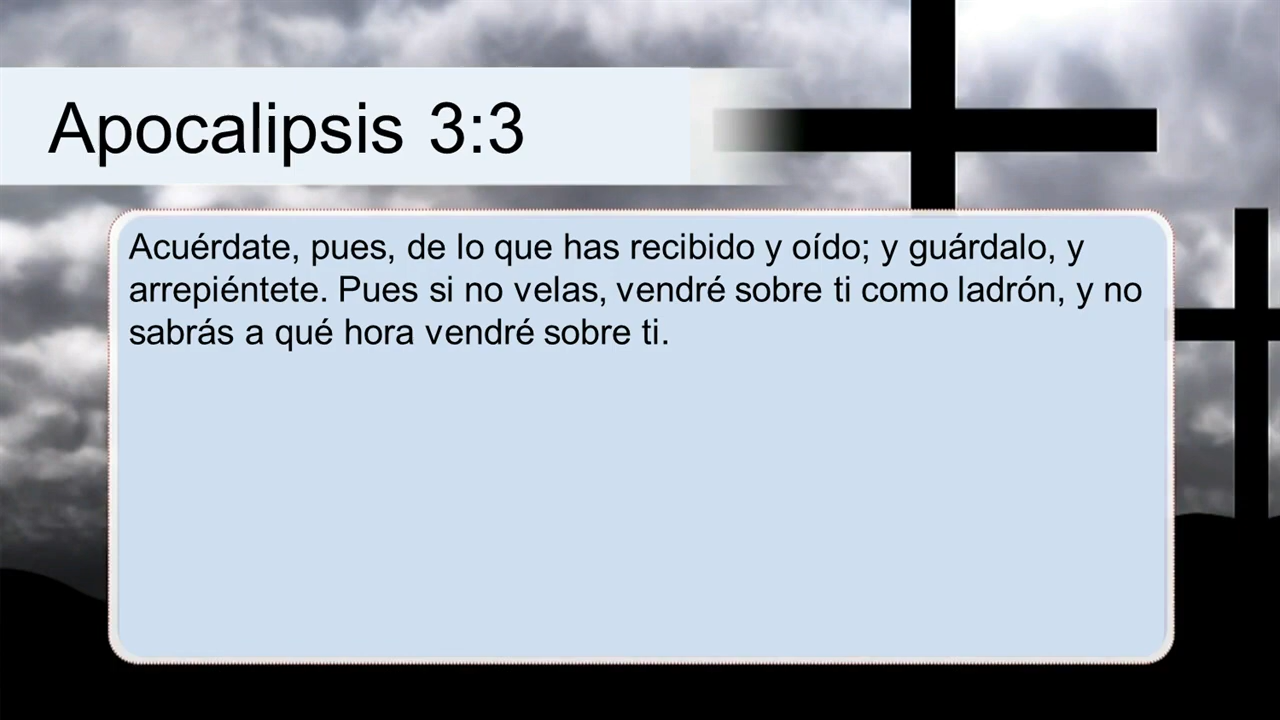 Apocalipsis 3:3
Acuérdate, pues, de lo que has recibido y oído; y guárdalo, y
arrepiéntete. Pues si no velas, vendré sobre ti como ladrón, y no
sabrás a qué hora vendré sobre ti.